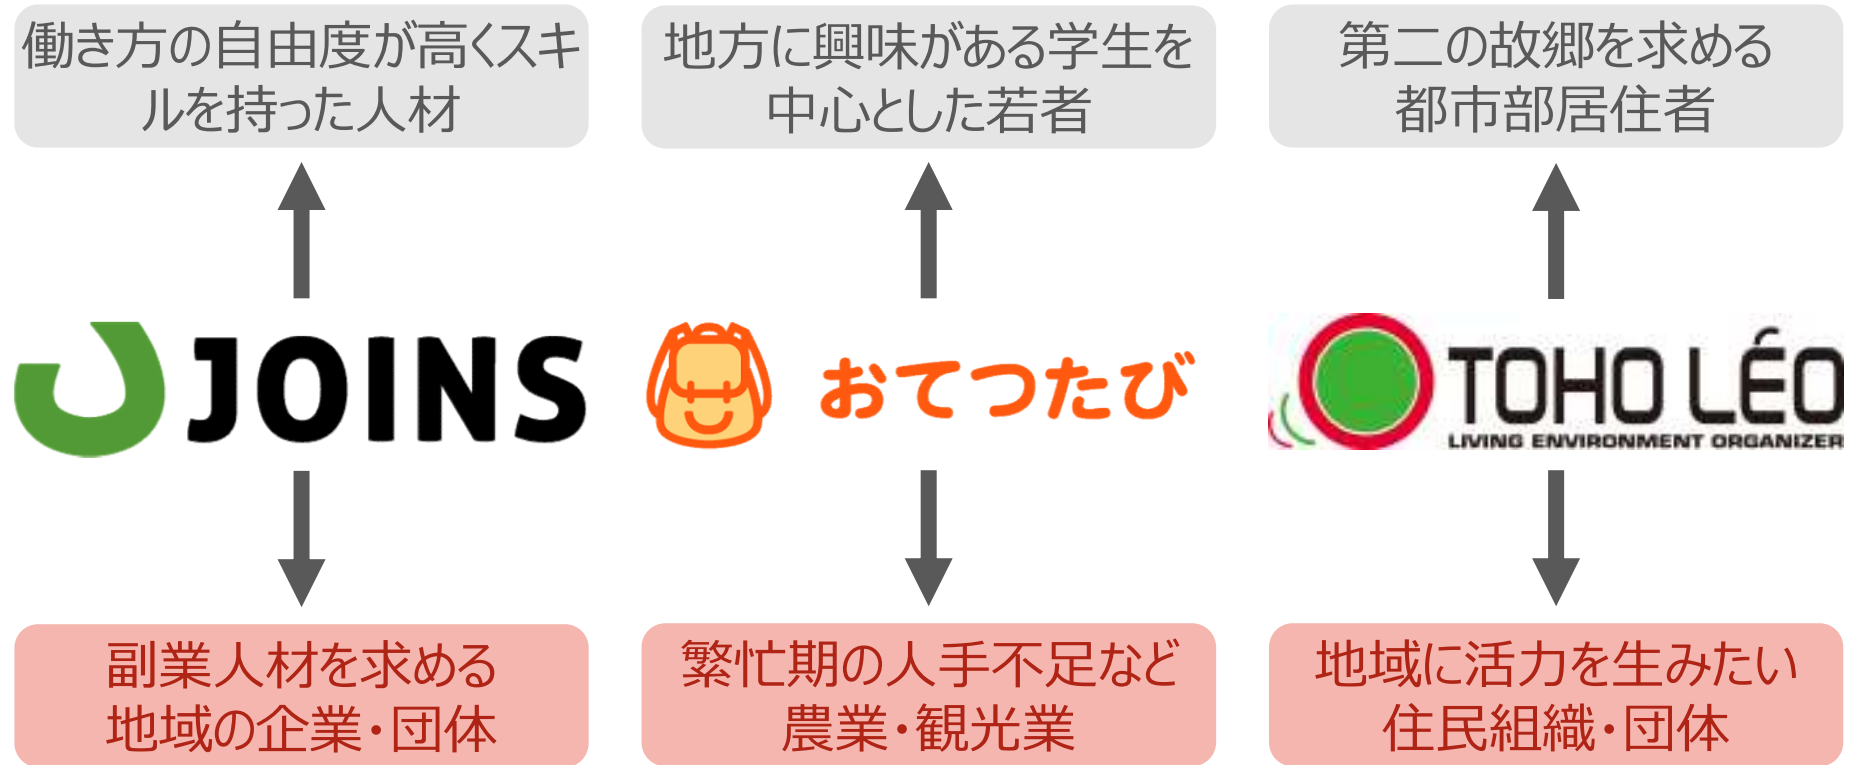 働き方の自由度が高くスキ
ルを持った人材
地方に興味がある学生を
中心とした若者
第二の故郷を求める
都市部居住者
JOINS
おてつたび
TOHO LÉO
LIVING ENVIRONMENT ORGANIZER
副業人材を求める
地域の企業・団体
繁忙期の人手不足など
農業・観光業
地域に活力を生みたい
住民組織・団体